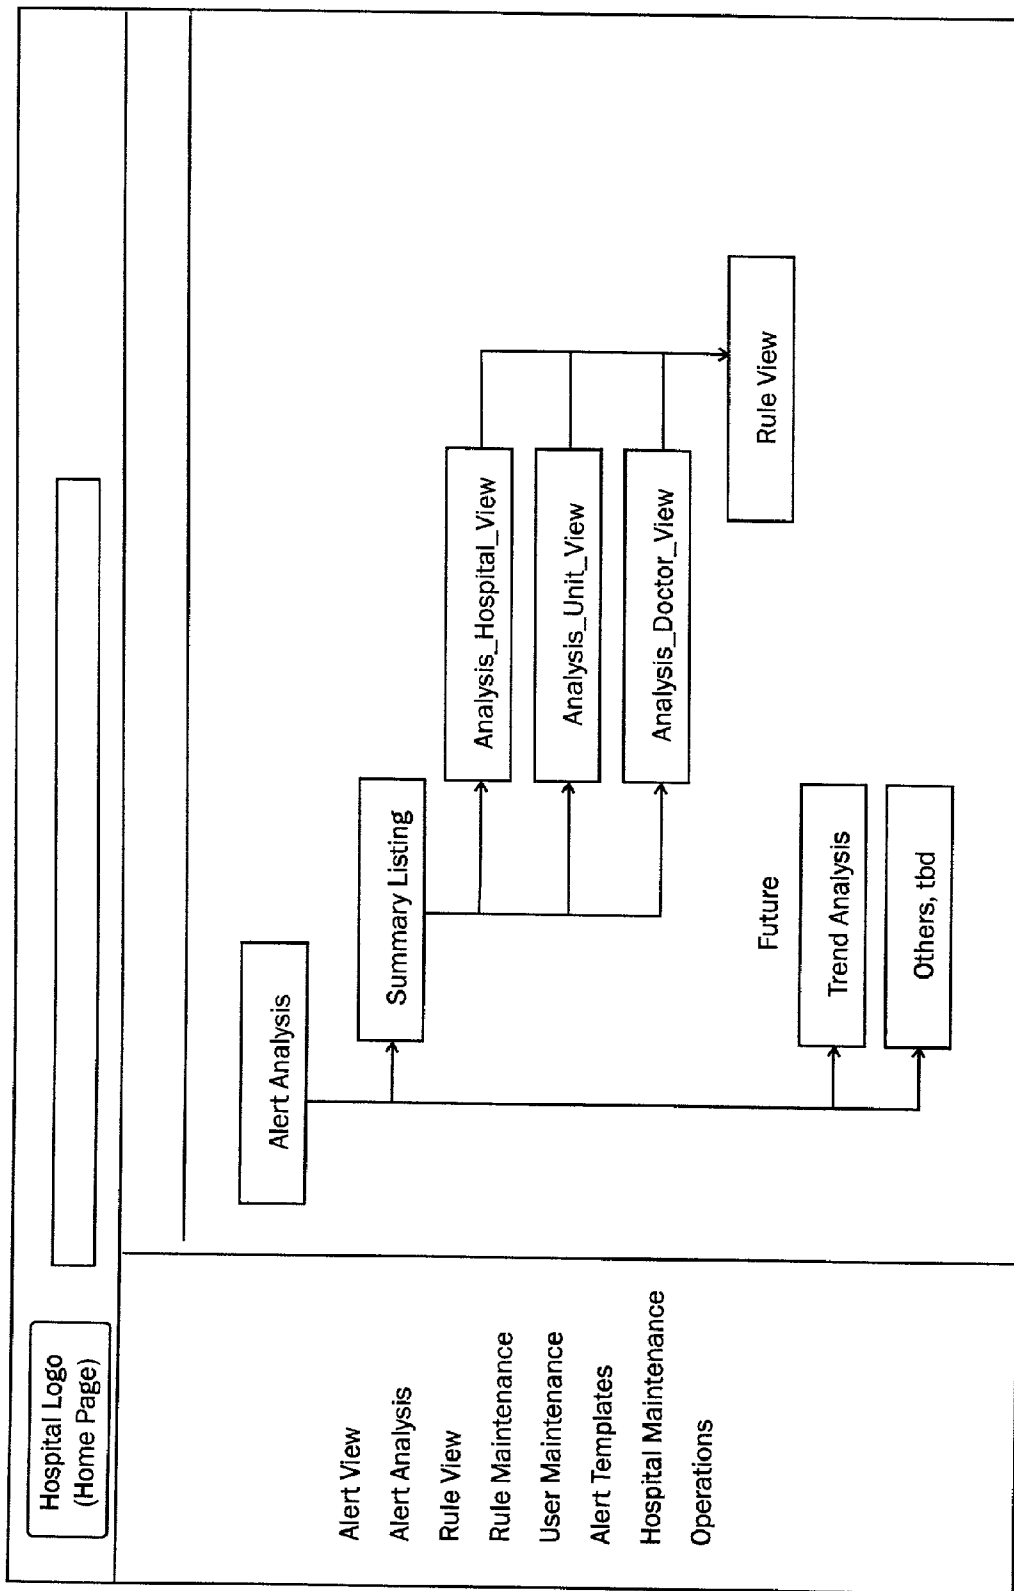 Hospital Logo
(Home Page)
Alert View
Alert Analysis
Rule View
Rule Maintenance
User Maintenance
Alert Templates
Hospital Maintenance
Operations
Alert Analysis
Summary Listing
Analysis_Hospital_View
Analysis_Unit_View
Analysis_Doctor_View
Rule View
Future
Trend Analysis
Others, tbd